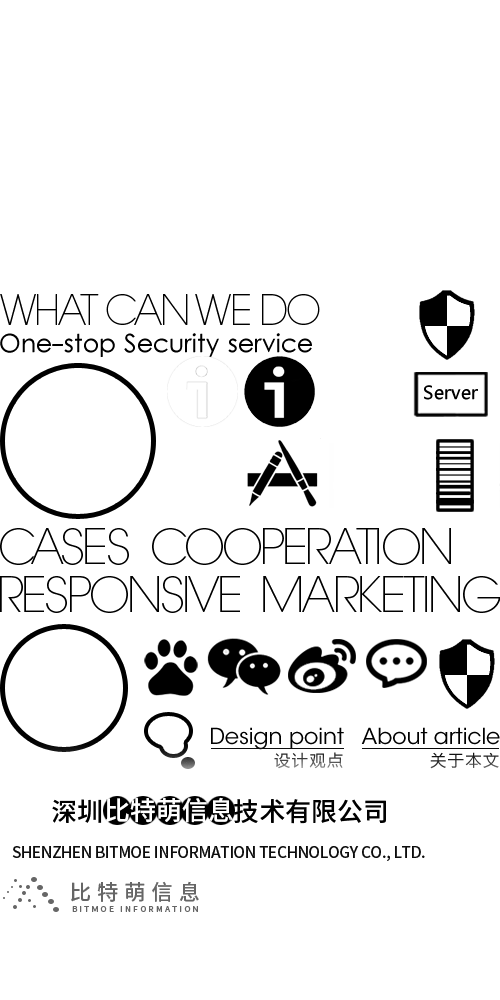 WHAT CAN WE DO
One-stop Security service
Server
CASES COOPERATION
RESPONSIVE MARKETING
Design point
设计观点
About article
关于本文
深圳比特萌信息技术有限公司
SHENZHEN BITMOE INFORMATION TECHNOLOGY CO., LTD.
比特萌信息
BITMOE INFORMATION